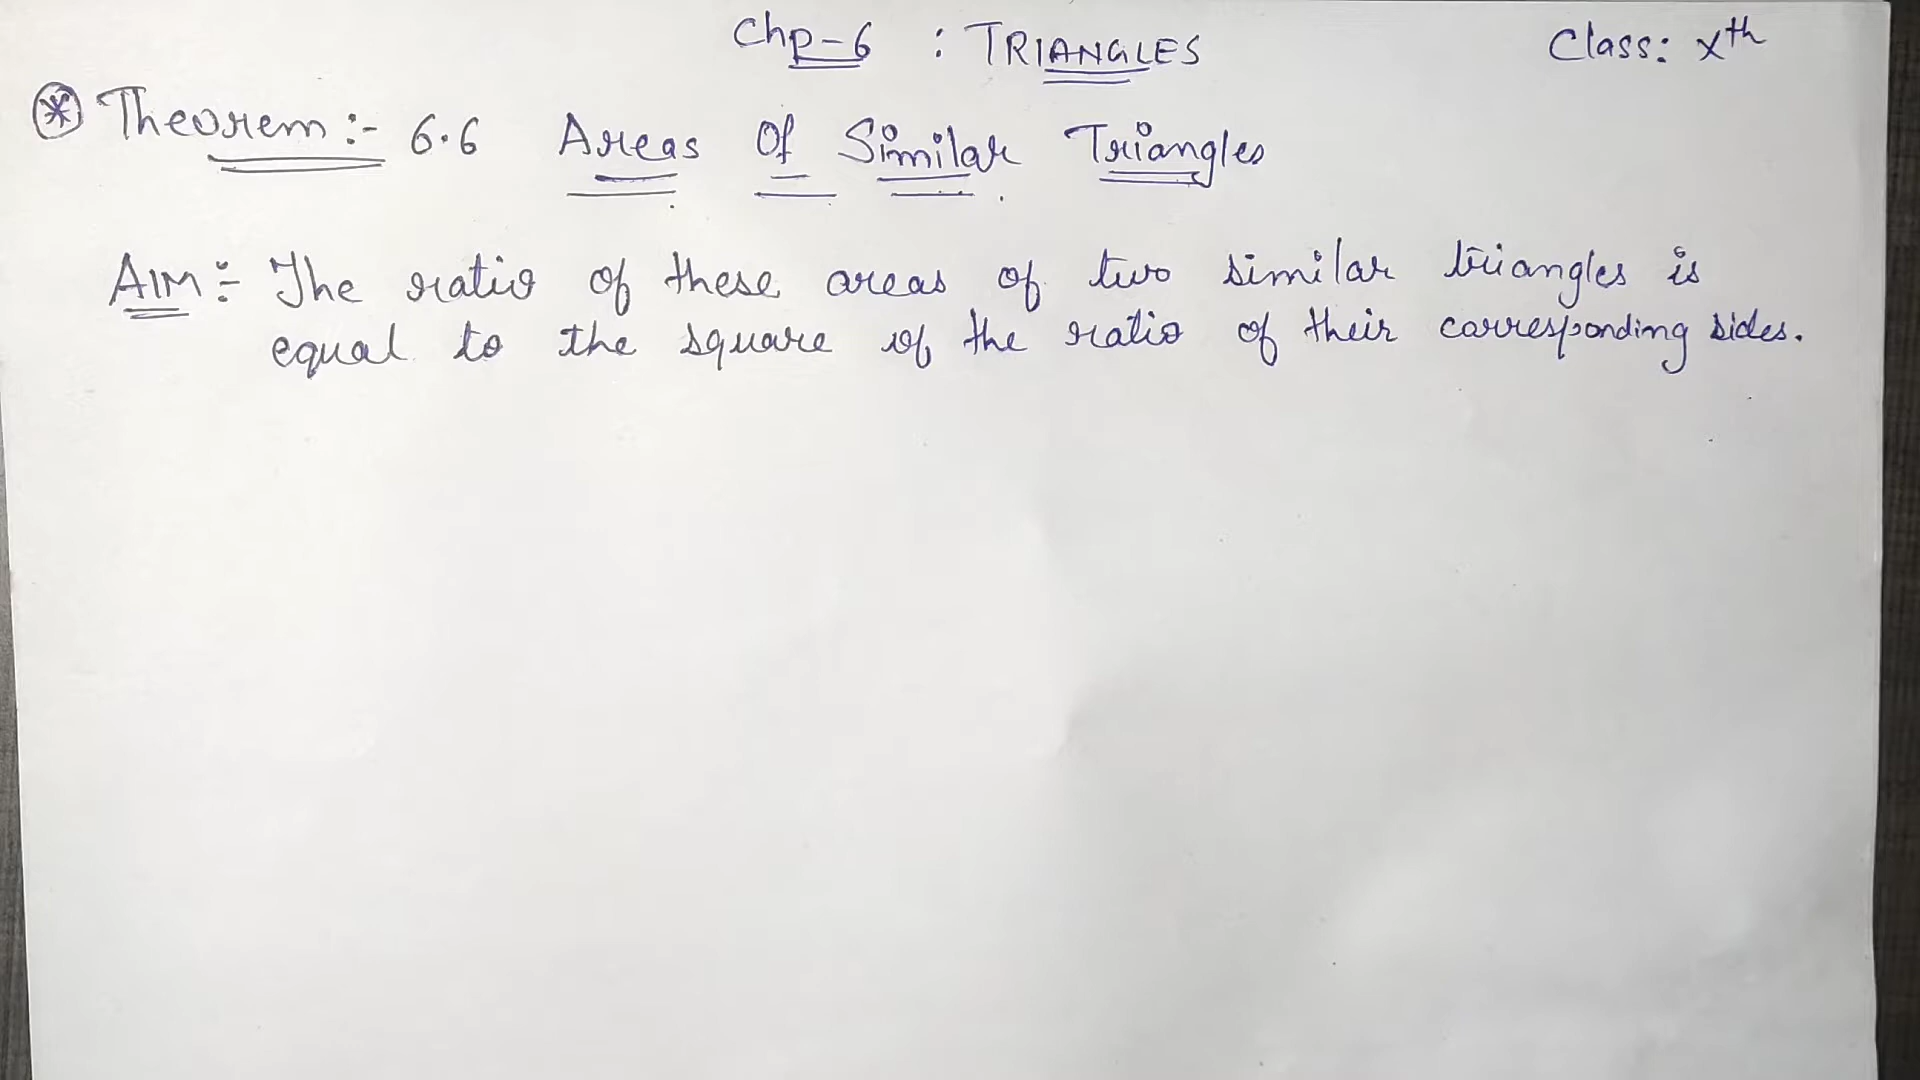 Chp-6 : TRIANGLES Class: Xth
* Theorem :- 6.6 Areas Of Similar Triangles
AIM :- The ratio of these areas of two similar triangles is
equal to the square of the ratio of their corresponding sides.